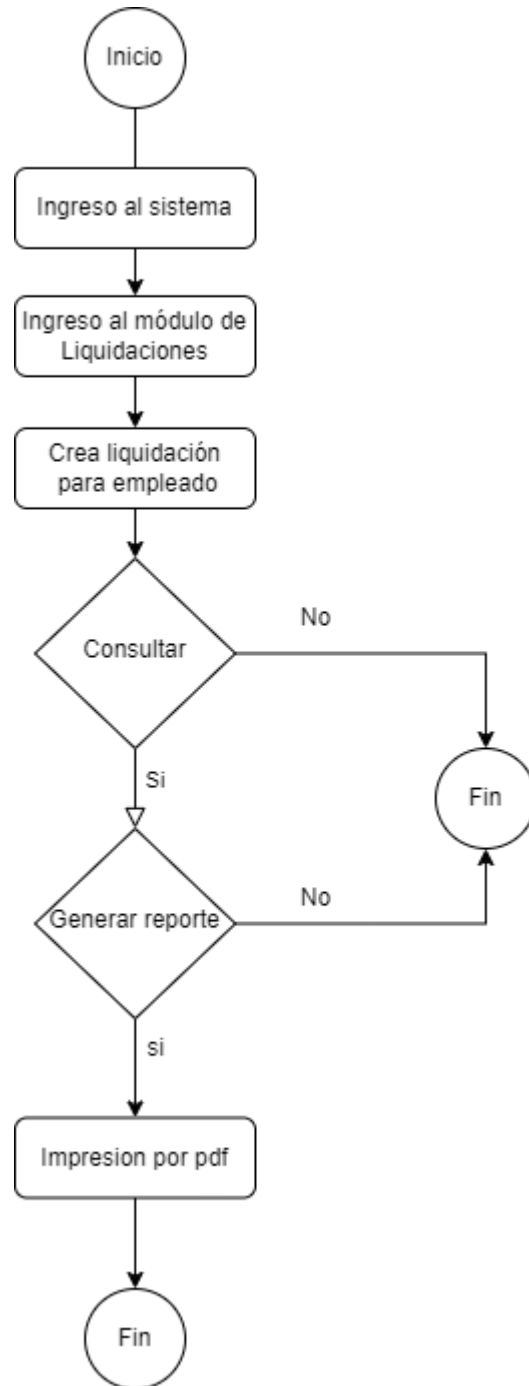 Inicio
Ingreso al sistema
Ingreso al módulo de
Liquidaciones
Crea liquidación
para empleado
Consultar
No
Si
Fin
Generar reporte
No
si
Impresion por pdf
Fin